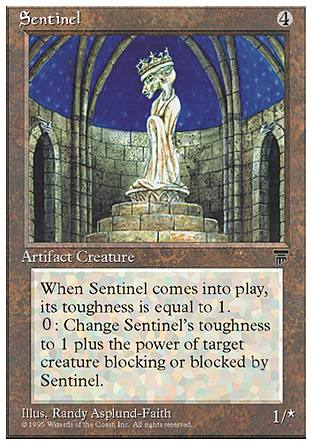 Sentinel 4
Artifact Creature
When Sentinel comes into play,
its toughness is equal to 1.
0: Change Sentinel's toughness
to 1 plus the power of target
creature blocking or blocked by
Sentinel.
Illus. Randy Asplund-Faith
© 1995 Wizards of the Coast, Inc. All rights reserved.
1/*